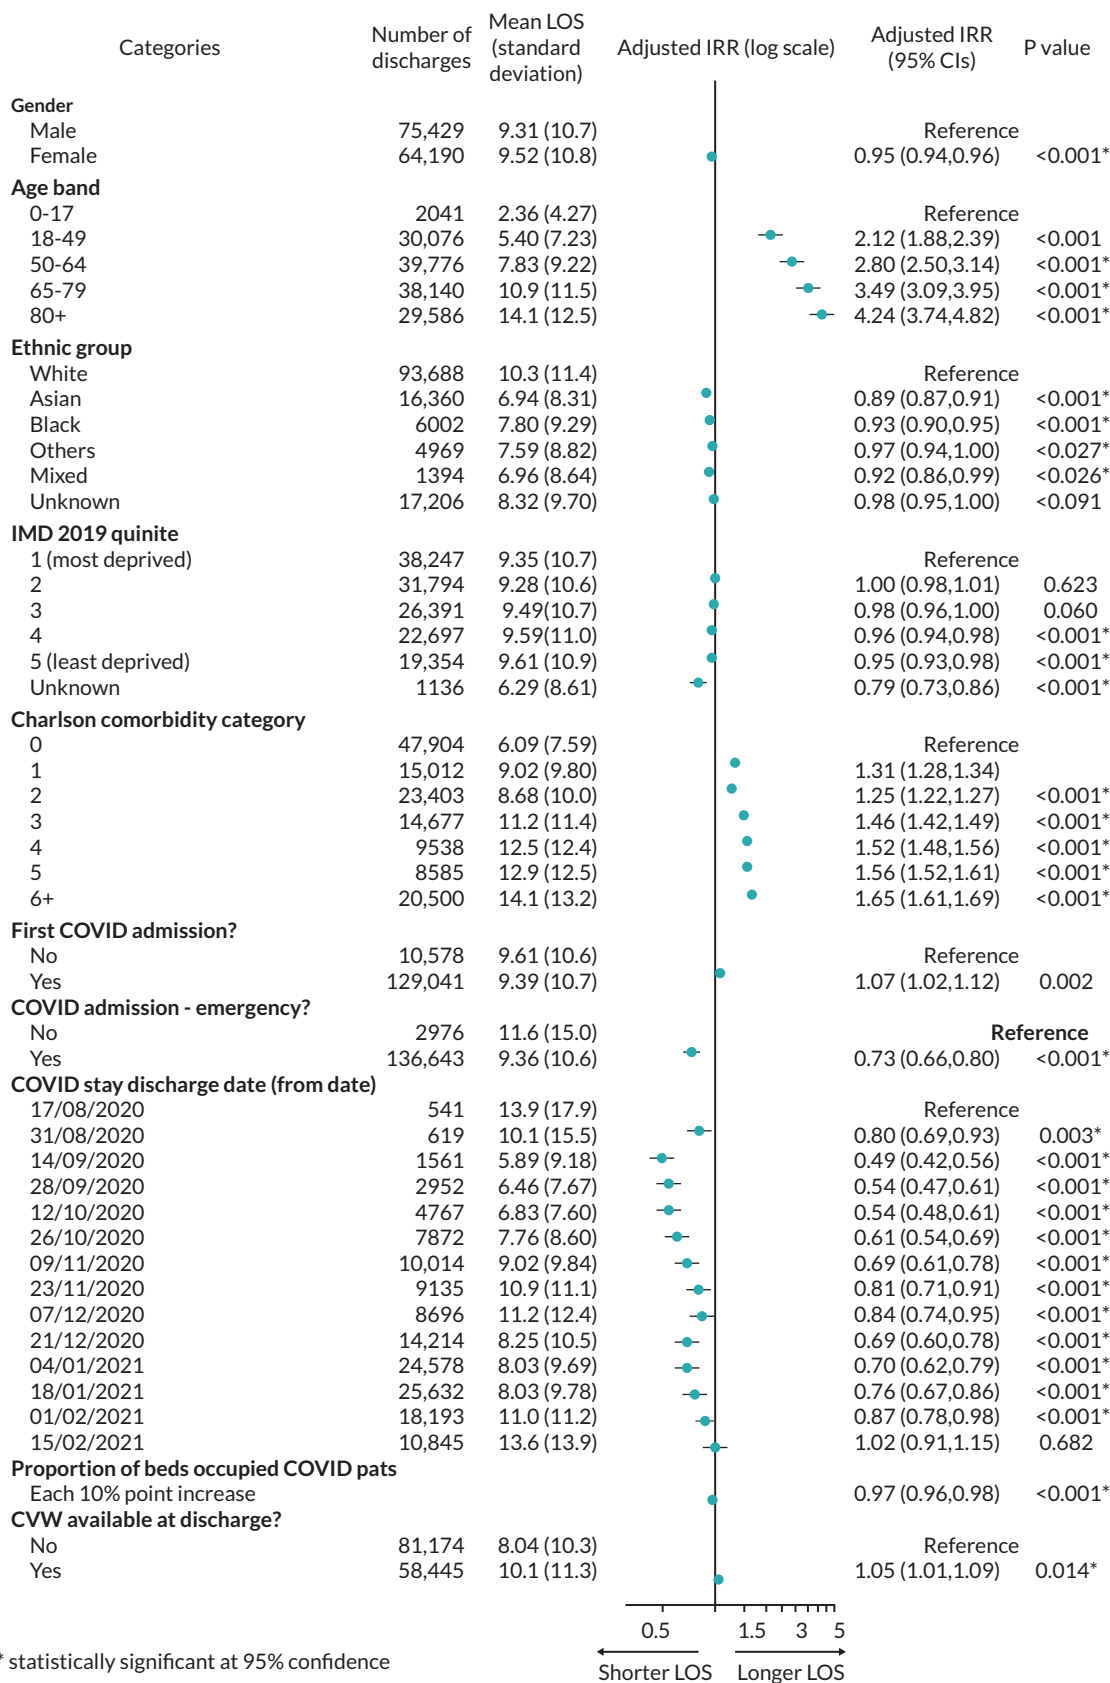 Categories Number of discharges Mean LOS (standard deviation) Adjusted IRR (log scale) Adjusted IRR (95% CIs) P value
Gender
Male 75,429 9.31 (10.7) Reference
Female 64,190 9.52 (10.8) 0.95 (0.94,0.96) <0.001*
Age band
0-17 2041 2.36 (4.27) Reference
18-49 30,076 5.40 (7.23) 2.12 (1.88,2.39) <0.001
50-64 39,776 7.83 (9.22) 2.80 (2.50,3.14) <0.001*
65-79 38,140 10.9 (11.5) 3.49 (3.09,3.95) <0.001*
80+ 29,586 14.1 (12.5) 4.24 (3.74,4.82) <0.001*
Ethnic group
White 93,688 10.3 (11.4) Reference
Asian 16,360 6.94 (8.31) 0.89 (0.87,0.91) <0.001*
Black 6002 7.80 (9.29) 0.93 (0.90,0.95) <0.001*
Others 4969 7.59 (8.82) 0.97 (0.94,1.00) <0.027*
Mixed 1394 6.96 (8.64) 0.92 (0.86,0.99) <0.026*
Unknown 17,206 8.32 (9.70) 0.98 (0.95,1.00) <0.091
IMD 2019 quinite
1 (most deprived) 38,247 9.35 (10.7) Reference
2 31,794 9.28 (10.6) 1.00 (0.98,1.01) 0.623
3 26,391 9.49(10.7) 0.98 (0.96,1.00) 0.060
4 22,697 9.59(11.0) 0.96 (0.94,0.98) <0.001*
5 (least deprived) 19,354 9.61 (10.9) 0.95 (0.93,0.98) <0.001*
Unknown 1136 6.29 (8.61) 0.79 (0.73,0.86) <0.001*
Charlson comorbidity category
0 47,904 6.09 (7.59) Reference
1 15,012 9.02 (9.80) 1.31 (1.28,1.34)
2 23,403 8.68 (10.0) 1.25 (1.22,1.27) <0.001*
3 14,677 11.2 (11.4) 1.46 (1.42,1.49) <0.001*
4 9538 12.5 (12.4) 1.52 (1.48,1.56) <0.001*
5 8585 12.9 (12.5) 1.56 (1.52,1.61) <0.001*
6+ 20,500 14.1 (13.2) 1.65 (1.61,1.69) <0.001*
First COVID admission?
No 10,578 9.61 (10.6) Reference
Yes 129,041 9.39 (10.7) 1.07 (1.02,1.12) 0.002
COVID admission - emergency?
No 2976 11.6 (15.0) Reference
Yes 136,643 9.36 (10.6) 0.73 (0.66,0.80) <0.001*
COVID stay discharge date (from date)
17/08/2020 541 13.9 (17.9) Reference
31/08/2020 619 10.1 (15.5) 0.80 (0.69,0.93) 0.003*
14/09/2020 1561 5.89 (9.18) 0.49 (0.42,0.56) <0.001*
28/09/2020 2952 6.46 (7.67) 0.54 (0.47,0.61) <0.001*
12/10/2020 4767 6.83 (7.60) 0.54 (0.48,0.61) <0.001*
26/10/2020 7872 7.76 (8.60) 0.61 (0.54,0.69) <0.001*
09/11/2020 10,014 9.02 (9.84) 0.69 (0.61,0.78) <0.001*
23/11/2020 9135 10.9 (11.1) 0.81 (0.71,0.91) <0.001*
07/12/2020 8696 11.2 (12.4) 0.84 (0.74,0.95) <0.001*
21/12/2020 14,214 8.25 (10.5) 0.69 (0.60,0.78) <0.001*
04/01/2021 24,578 8.03 (9.69) 0.70 (0.62,0.79) <0.001*
18/01/2021 25,632 8.03 (9.78) 0.76 (0.67,0.86) <0.001*
01/02/2021 18,193 11.0 (11.2) 0.87 (0.78,0.98) <0.001*
15/02/2021 10,845 13.6 (13.9) 1.02 (0.91,1.15) 0.682
Proportion of beds occupied COVID pats
Each 10% point increase 0.97 (0.96,0.98) <0.001*
CVW available at discharge?
No 81,174 8.04 (10.3) Reference
Yes 58,445 10.1 (11.3) 1.05 (1.01,1.09) 0.014*
0.5 1.5 3 5
* statistically significant at 95% confidence
Shorter LOS Longer LOS